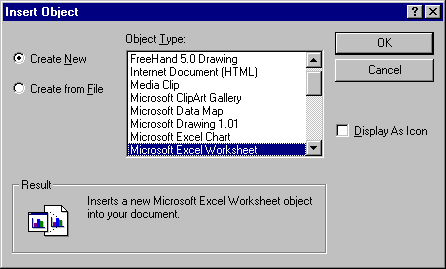 Insert Object
Object Type:
Create New
Create from File
FreeHand 5.0 Drawing
Internet Document (HTML)
Media Clip
Microsoft ClipArt Gallery
Microsoft Data Map
Microsoft Drawing 1.01
Microsoft Excel Chart
Microsoft Excel Worksheet
OK
Cancel
Display As Icon
Result
Inserts a new Microsoft Excel Worksheet object
into your document.